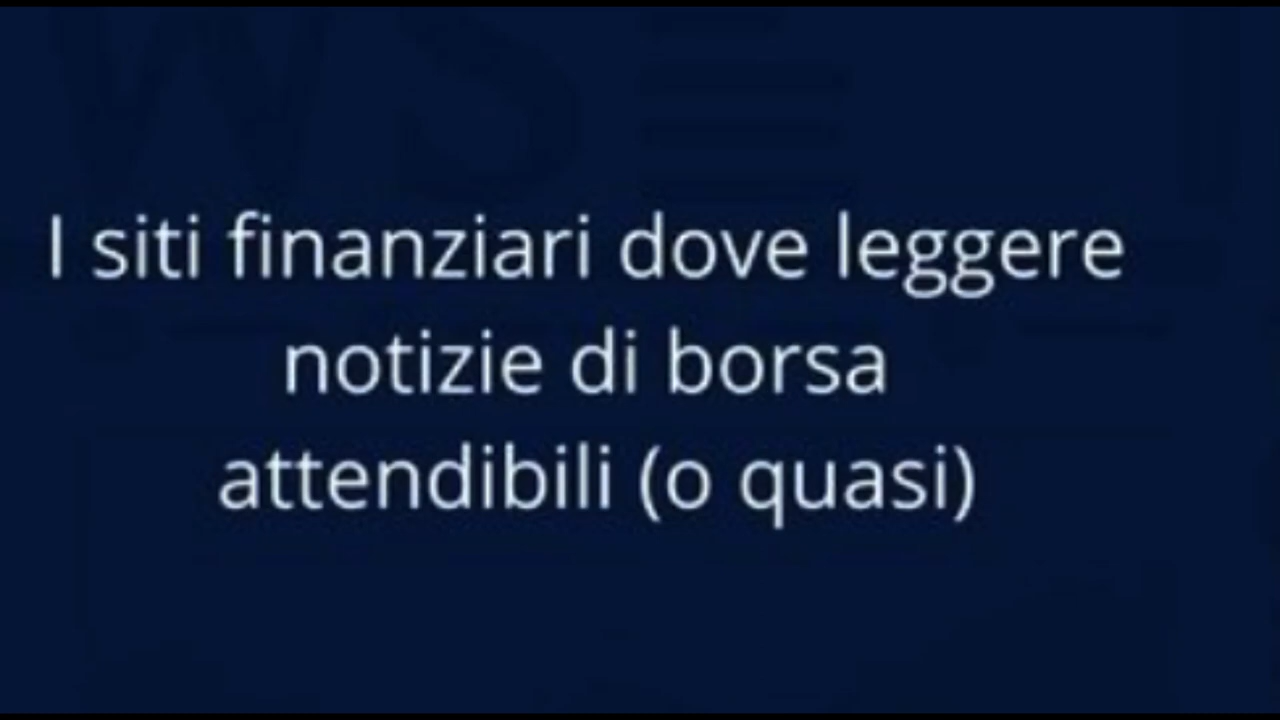 I siti finanziari dove leggere
notizie di borsa
attendibili (o quasi)